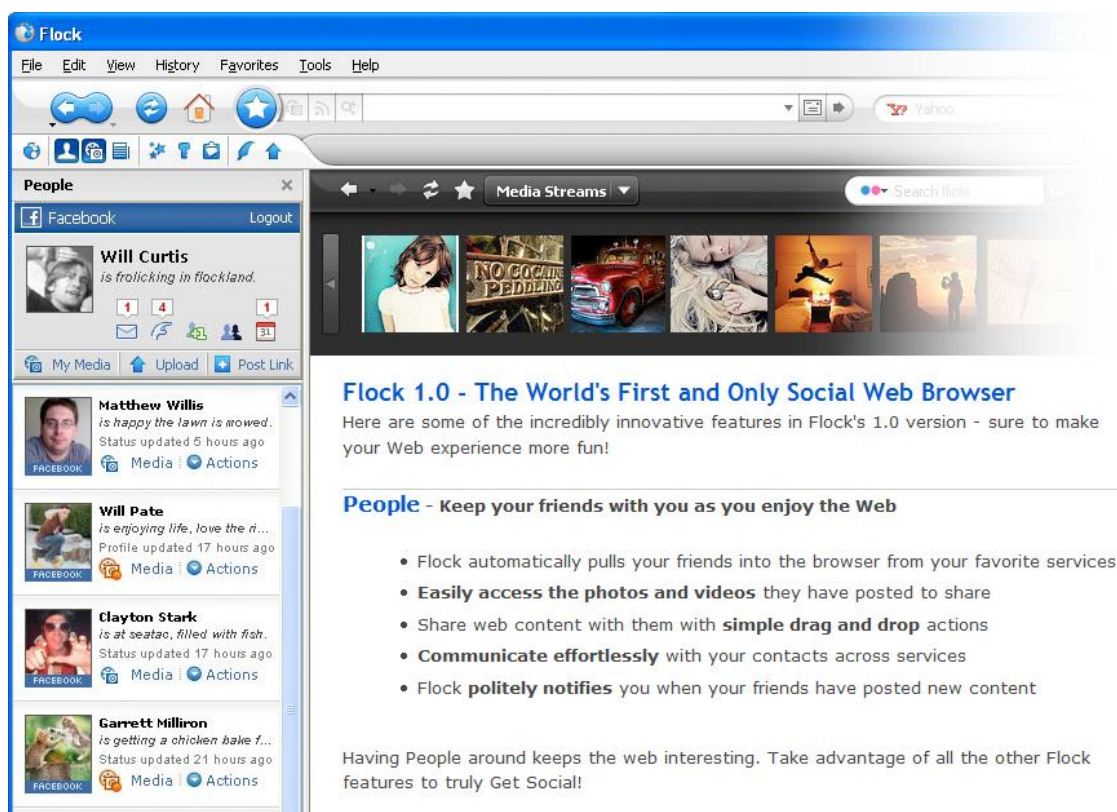 Flock
File Edit View History Favorites Tools Help
Yahoo
People
Facebook Logout
Will Curtis
is frolicking in flockland.
1 4 1
31
My Media Upload Post Link
Matthew Willis
is happy the lawn is mowed.
Status updated 5 hours ago
FACEBOOK
Media Actions
Will Pate
is enjoying life, love the ri...
Profile updated 17 hours ago
FACEBOOK
Media Actions
Clayton Stark
is at seatac, filled with fish.
Status updated 17 hours ago
FACEBOOK
Media Actions
Garrett Milliron
is getting a chicken bake f...
Status updated 21 hours ago
FACEBOOK
Media Actions
Media Streams
Search flickr
NO COCAINE
PEDDLING
Flock 1.0 - The World's First and Only Social Web Browser
Here are some of the incredibly innovative features in Flock's 1.0 version - sure to make
your Web experience more fun!
People - Keep your friends with you as you enjoy the Web
• Flock automatically pulls your friends into the browser from your favorite services
• Easily access the photos and videos they have posted to share
• Share web content with them with simple drag and drop actions
• Communicate effortlessly with your contacts across services
• Flock politely notifies you when your friends have posted new content
Having People around keeps the web interesting. Take advantage of all the other Flock
features to truly Get Social!